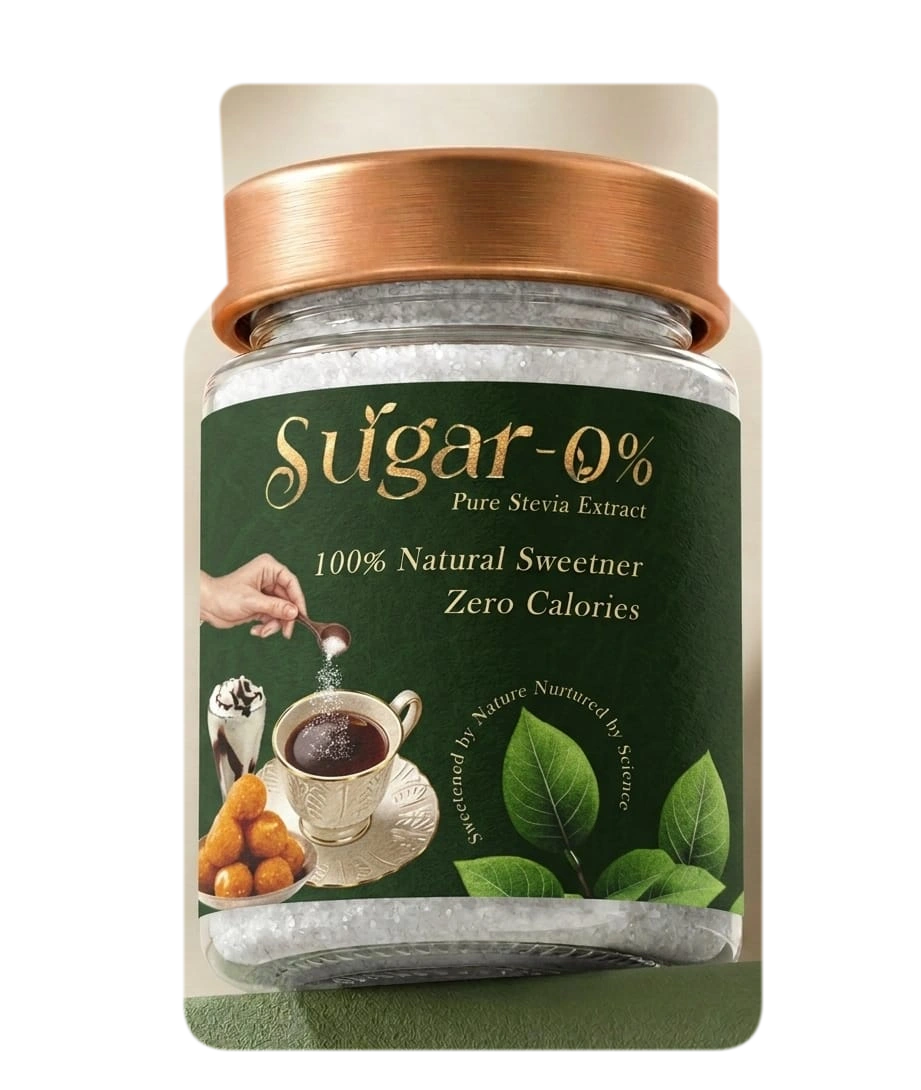 Sugar-0%
Pure Stevia Extract
100% Natural Sweetner
Zero Calories
Sweetened by Nature Nurtured by Science